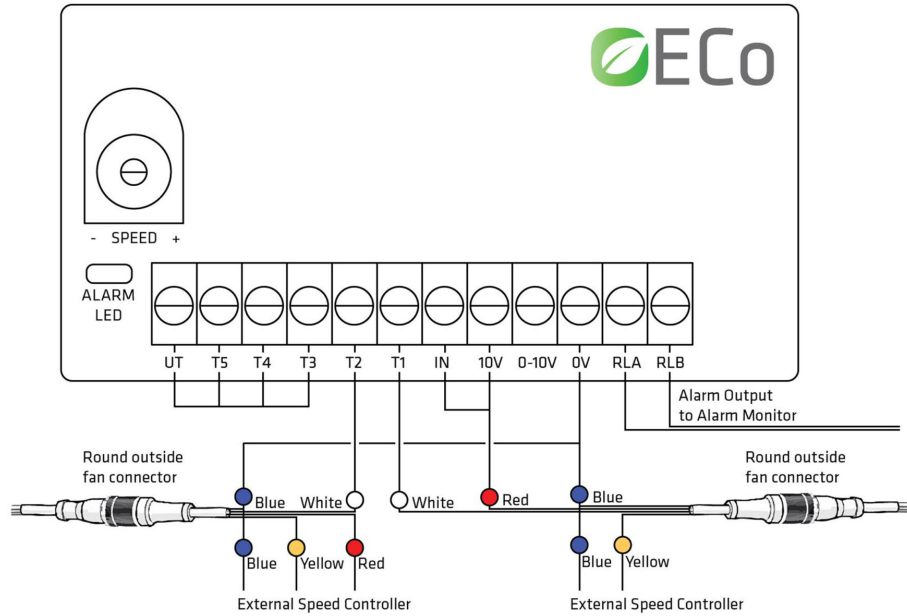 ECo
- SPEED +
ALARM
LED
UT T5 T4 T3 T2 T1 IN 10V 0-10V 0V RLA RLB
Alarm Output
to Alarm Monitor
Round outside
fan connector
Round outside
fan connector
Blue White White Red Blue
Blue Yellow Red Blue Yellow
External Speed Controller External Speed Controller